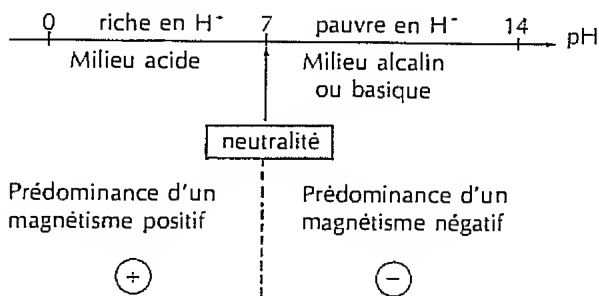 0 riche en H⁺ 7 pauvre en H⁺ 14 pH
Milieu acide Milieu alcalin
ou basique
neutralité
Prédominance d'un Prédominance d'un
magnétisme positif magnétisme négatif
+ −